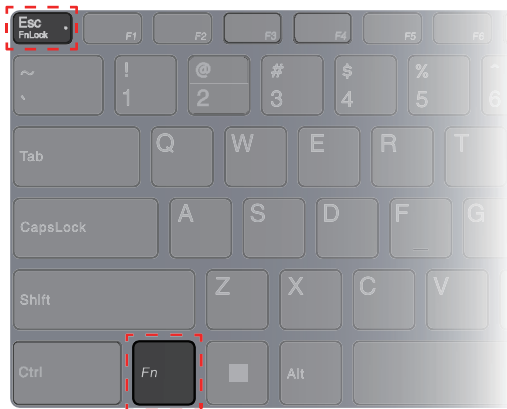 Esc
FnLock
F1 F2 F3 F4 F5 F6
~ ! @ # $ % ^
` 1 2 3 4 5 6
Tab Q W E R T
CapsLock A S D F G
Shift Z X C V
Ctrl Fn Alt